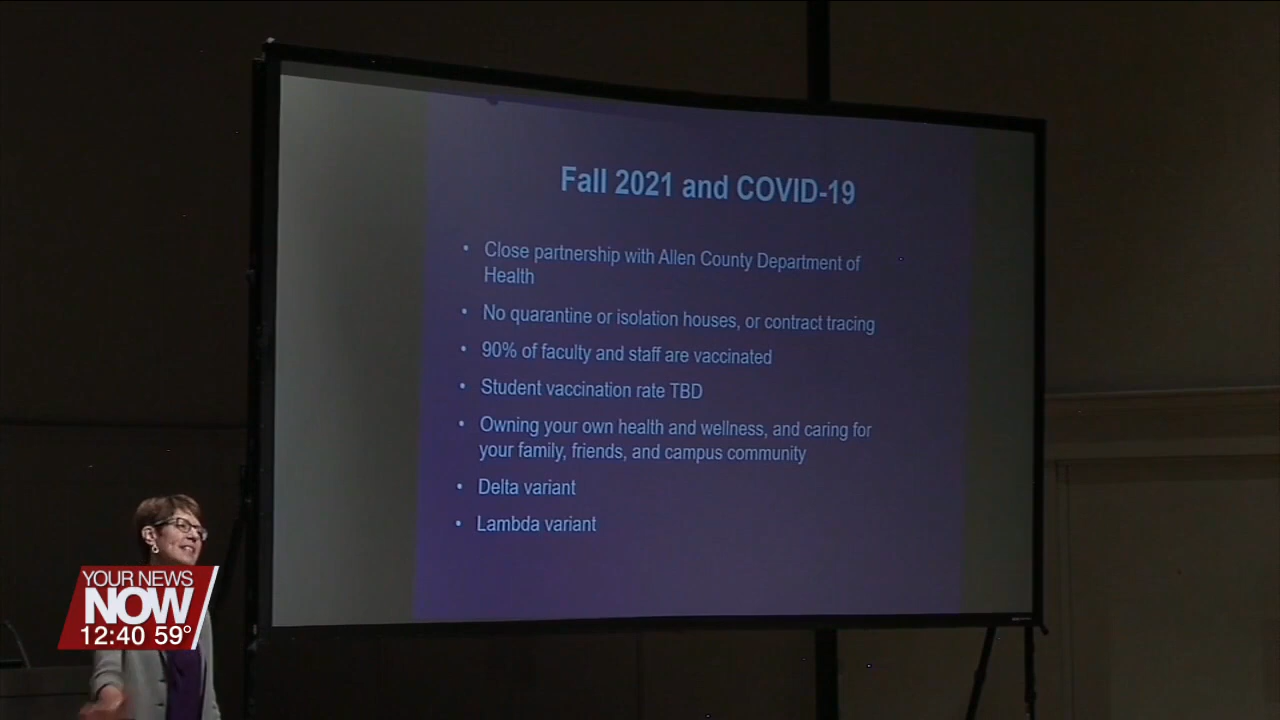 Fall 2021 and COVID-19
• Close partnership with Allen County Department of
Health
• No quarantine or isolation houses, or contract tracing
• 90% of faculty and staff are vaccinated
• Student vaccination rate TBD
• Owning your own health and wellness, and caring for
your family, friends, and campus community
• Delta variant
• Lambda variant
YOUR NEWS
NOW
12:40 59°